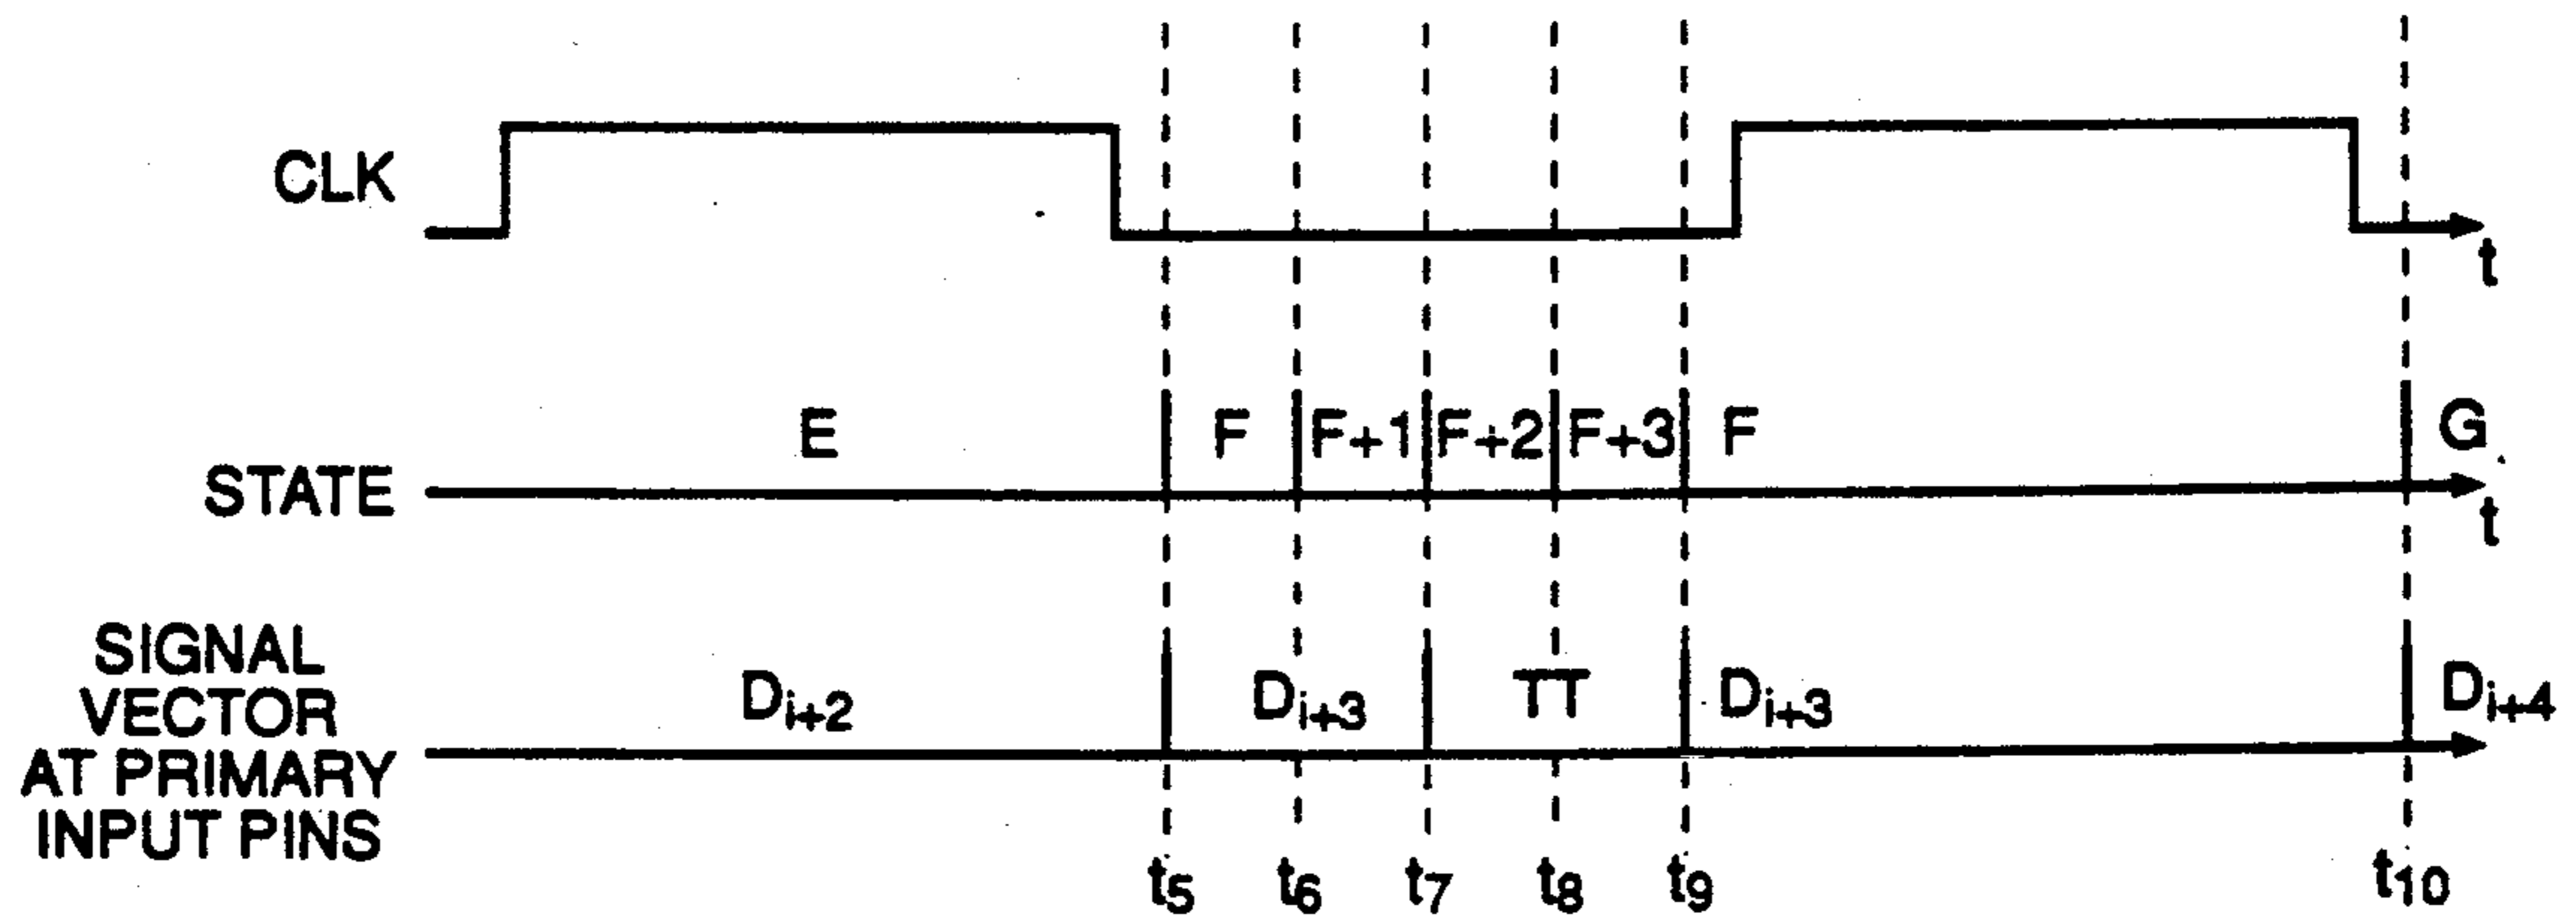 CLK
t
E F F+1 F+2 F+3 F G
STATE
t
SIGNAL
VECTOR
AT PRIMARY
INPUT PINS
Di+2 Di+3 TT Di+3 Di+4
t5 t6 t7 t8 t9 t10